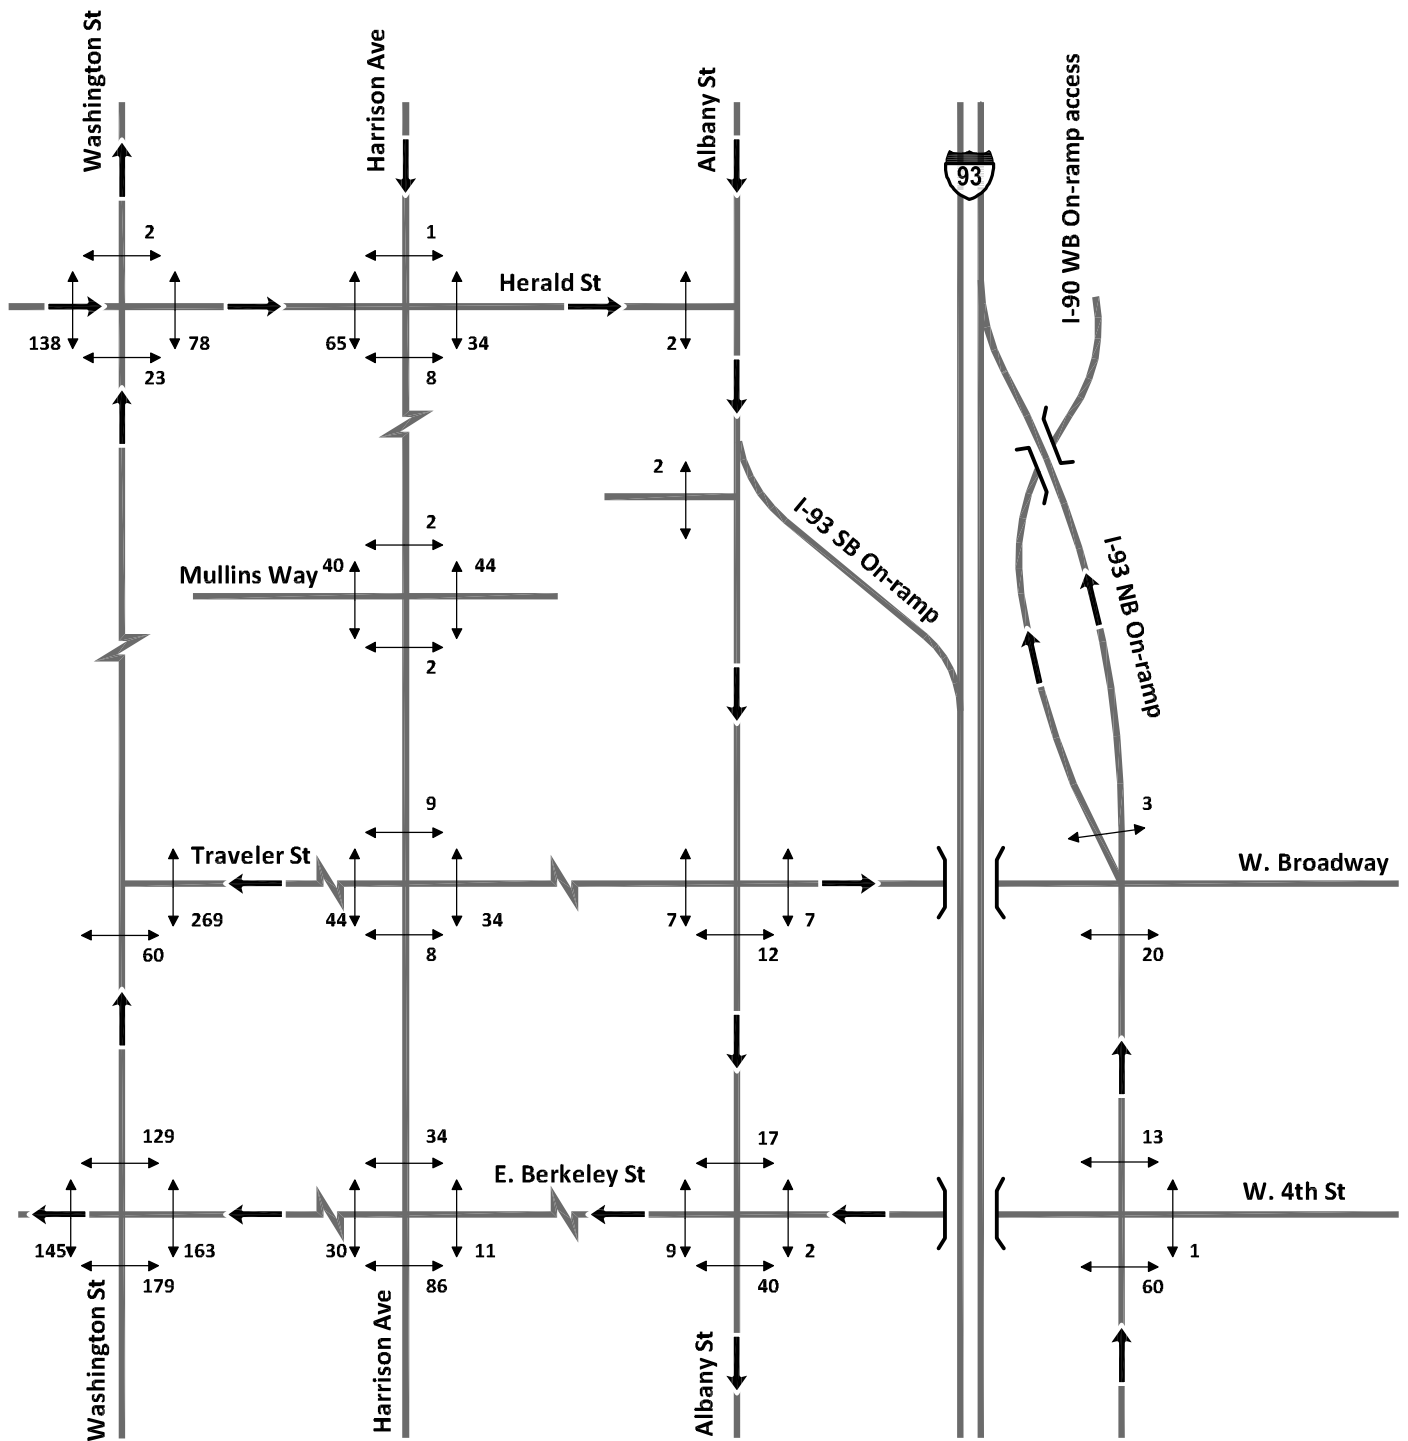 Washington St
Harrison Ave
Albany St
I-90 WB On-ramp access
93
2
1
Herald St
138
78
65
34
2
23
8
2
2
I-93 SB On-ramp
I-93 NB On-ramp
Mullins Way
40
44
2
9
3
Traveler St
W. Broadway
269
44
34
7
7
60
8
12
20
129
34
17
13
E. Berkeley St
W. 4th St
145
163
30
11
9
2
1
179
86
40
60
Washington St
Harrison Ave
Albany St